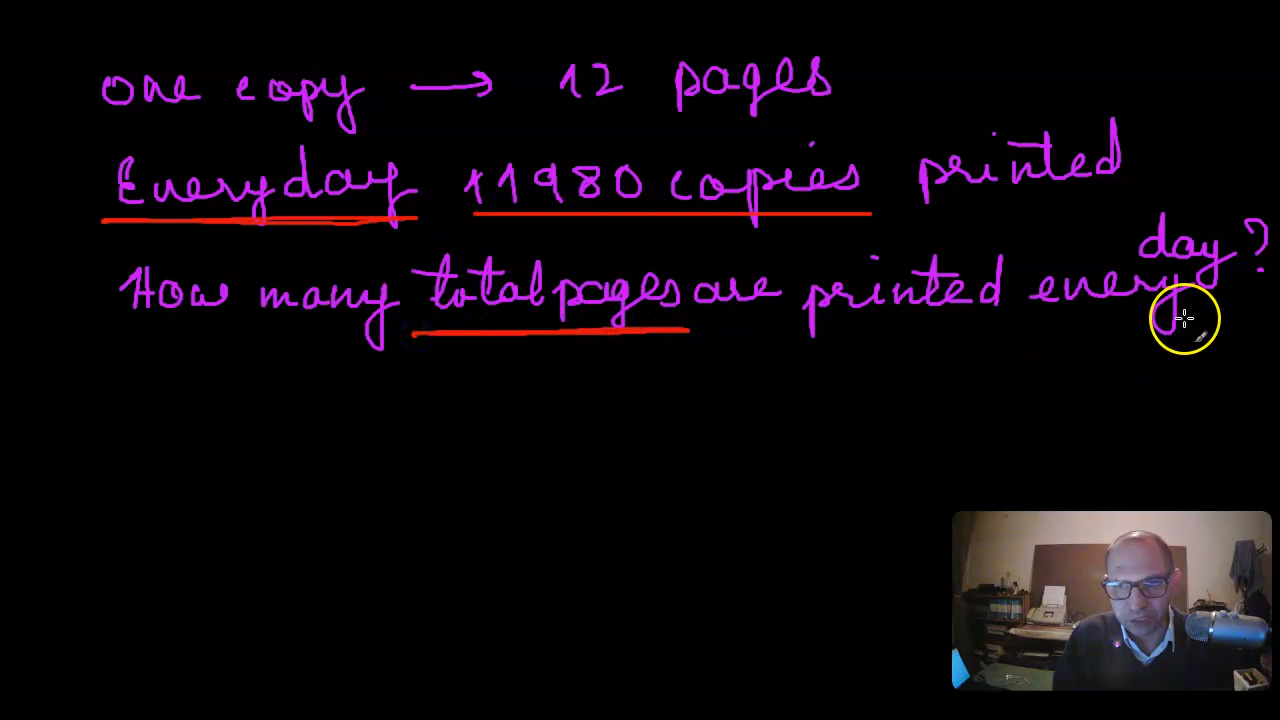 one copy → 12 pages
Everyday 11980 copies printed
How many total pages are printed every day?